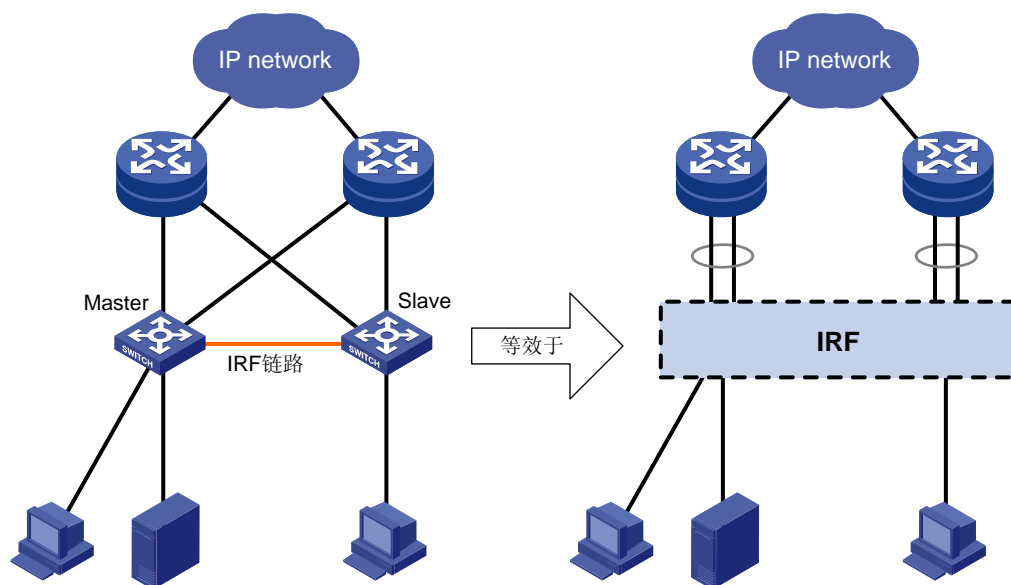 IP network
IP network
Master
Slave
SWITCH
SWITCH
IRF链路
等效于
IRF